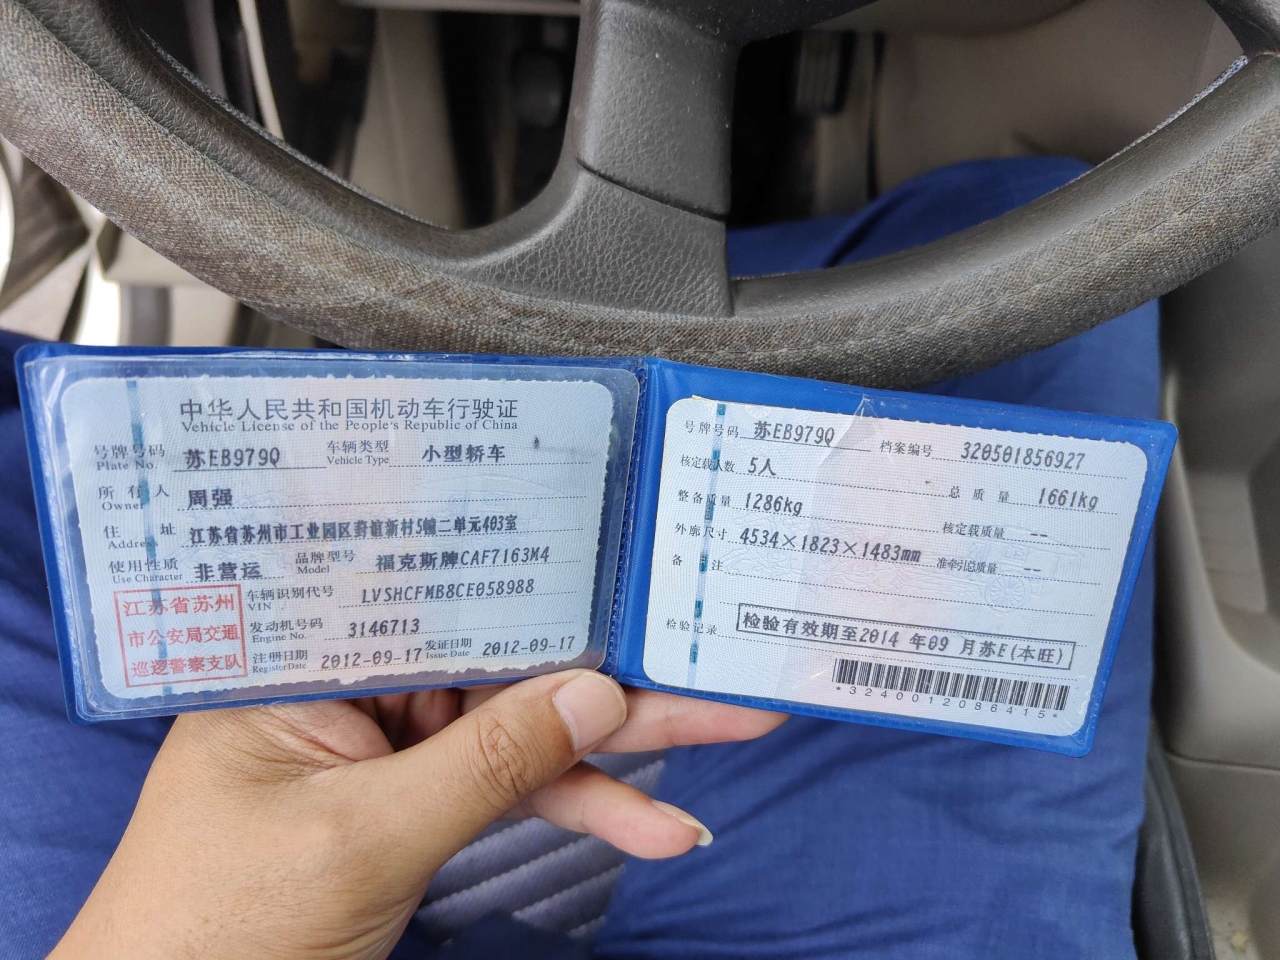 中华人民共和国机动车行驶证
Vehicle License of the People's Republic of China
号牌号码 Plate No. 苏EB979Q 车辆类型 Vehicle Type 小型轿车
所有人 Owner 周强
住址 Address 江苏省苏州市工业园区葑谊新村5幢二单元403室
使用性质 Use Character 非营运 品牌型号 Model 福克斯牌CAF7163M4
车辆识别代号 VIN LVSHCFMB8CE058988
发动机号码 Engine No. 3146713
注册日期 Register Date 2012-09-17 发证日期 Issue Date 2012-09-17
江苏省苏州
市公安局交通
巡逻警察支队
号牌号码 苏EB979Q 档案编号 320501856927
核定载人数 5人 总质量 1661kg
整备质量 1286kg 核定载质量 --
外廓尺寸 4534×1823×1483mm 准牵引总质量 --
备注
检验记录 检验有效期至2014年09月苏E(本旺)
*3240012086415*